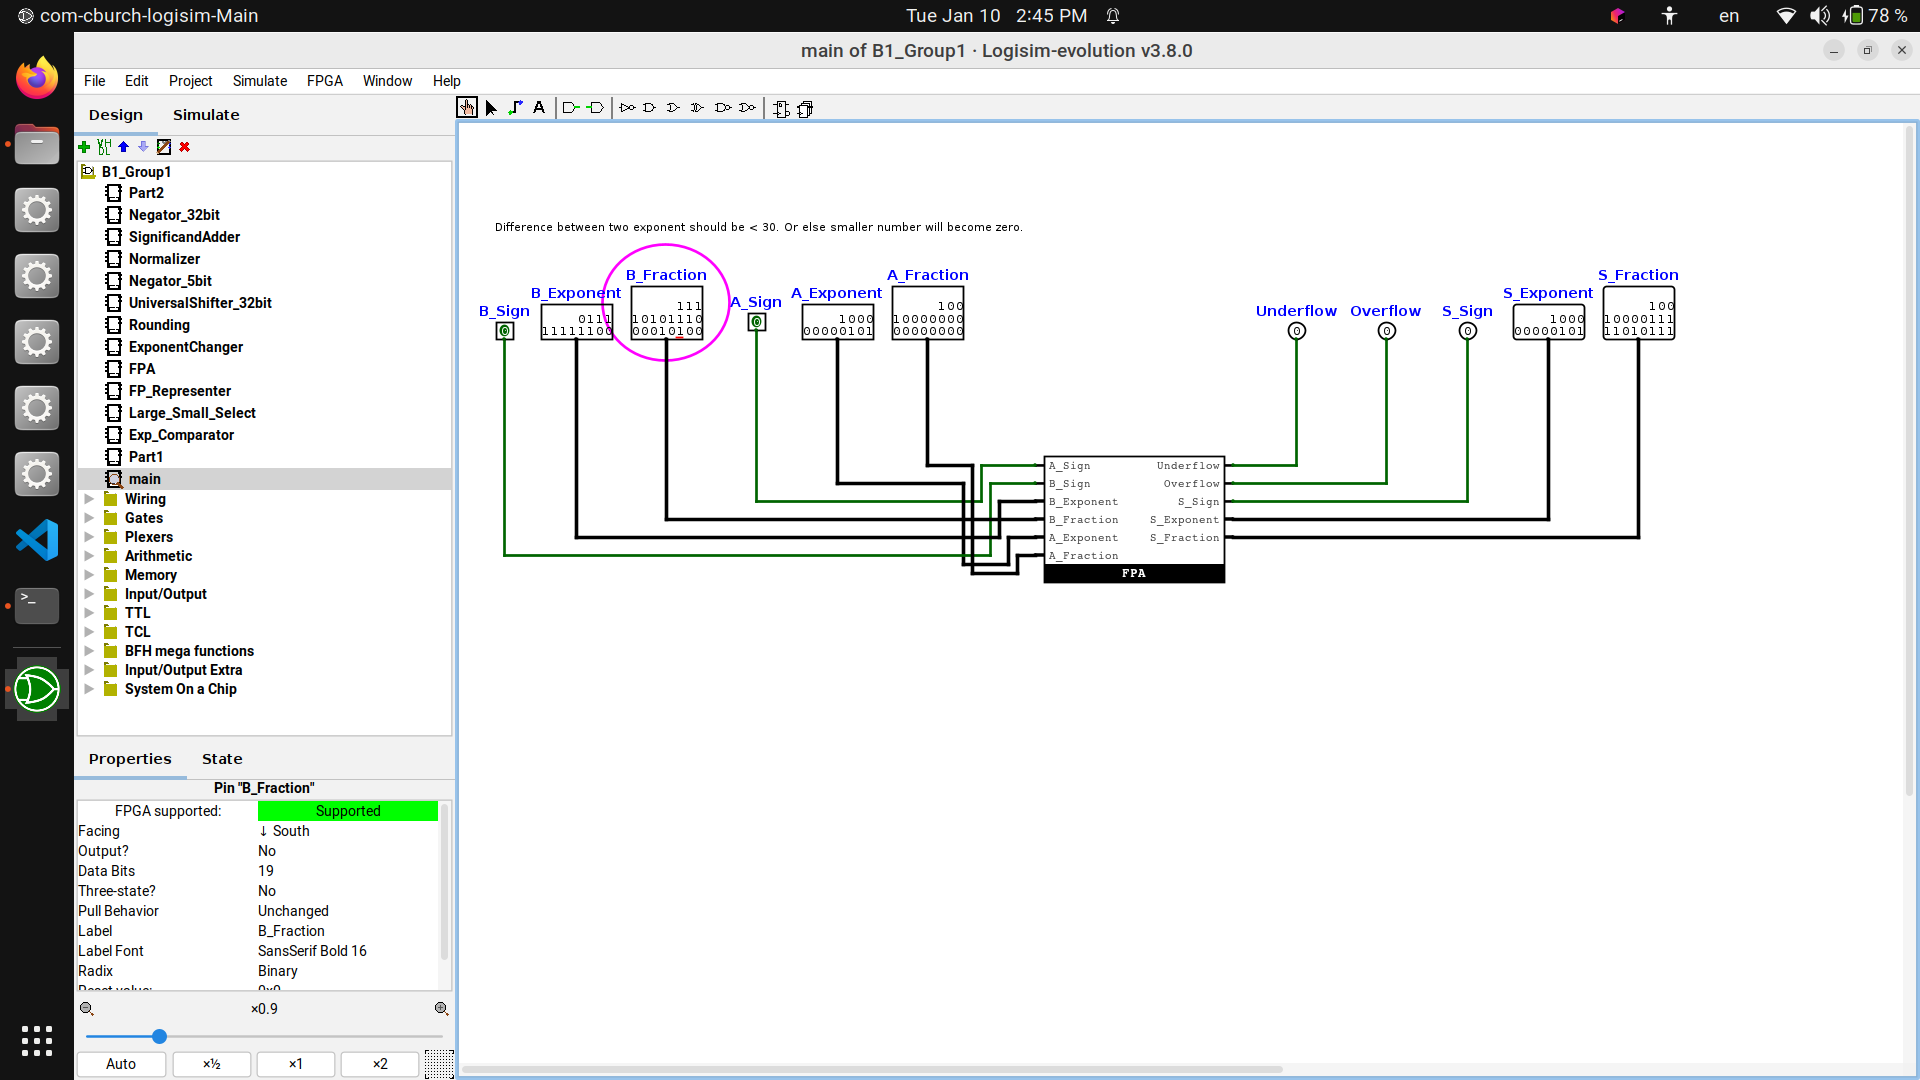 com-cburch-logisim-Main
Tue Jan 10 2:45 PM
en
78 %
main of B1_Group1 · Logisim-evolution v3.8.0
File Edit Project Simulate FPGA Window Help
Design Simulate
VH
DL
B1_Group1
Part2
Negator_32bit
SignificandAdder
Normalizer
Negator_5bit
UniversalShifter_32bit
Rounding
ExponentChanger
FPA
FP_Representer
Large_Small_Select
Exp_Comparator
Part1
main
Wiring
Gates
Plexers
Arithmetic
Memory
Input/Output
TTL
TCL
BFH mega functions
Input/Output Extra
System On a Chip
Properties State
Pin "B_Fraction"
FPGA supported: Supported
Facing ↓ South
Output? No
Data Bits 19
Three-state? No
Pull Behavior Unchanged
Label B_Fraction
Label Font SansSerif Bold 16
Radix Binary
Reset value: 0x0
×0.9
Auto ×½ ×1 ×2
A
Difference between two exponent should be < 30. Or else smaller number will become zero.
B_Sign
0
B_Exponent
0111
11111100
B_Fraction
111
10101110
00010100
A_Sign
0
A_Exponent
1000
00000101
A_Fraction
100
10000000
00000000
Underflow
0
Overflow
0
S_Sign
0
S_Exponent
1000
00000101
S_Fraction
100
10000111
11010111
A_Sign Underflow
B_Sign Overflow
B_Exponent S_Sign
B_Fraction S_Exponent
A_Exponent S_Fraction
A_Fraction
FPA